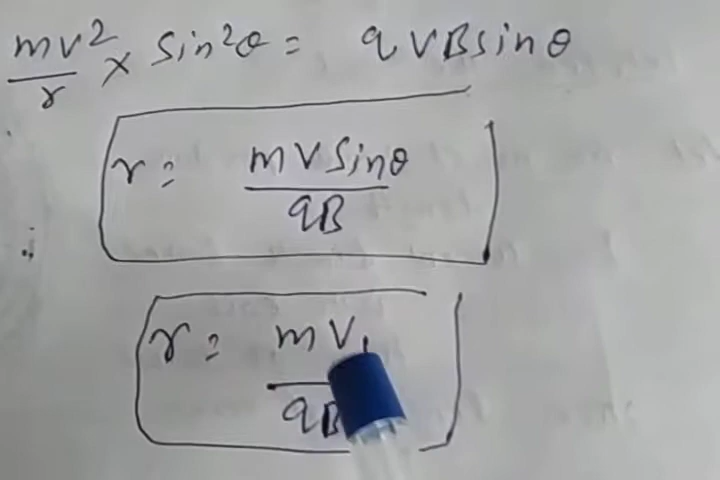 mv²/r × sin²θ = qVBsinθ
r = mVsinθ/qB
∴ r = mV/qB